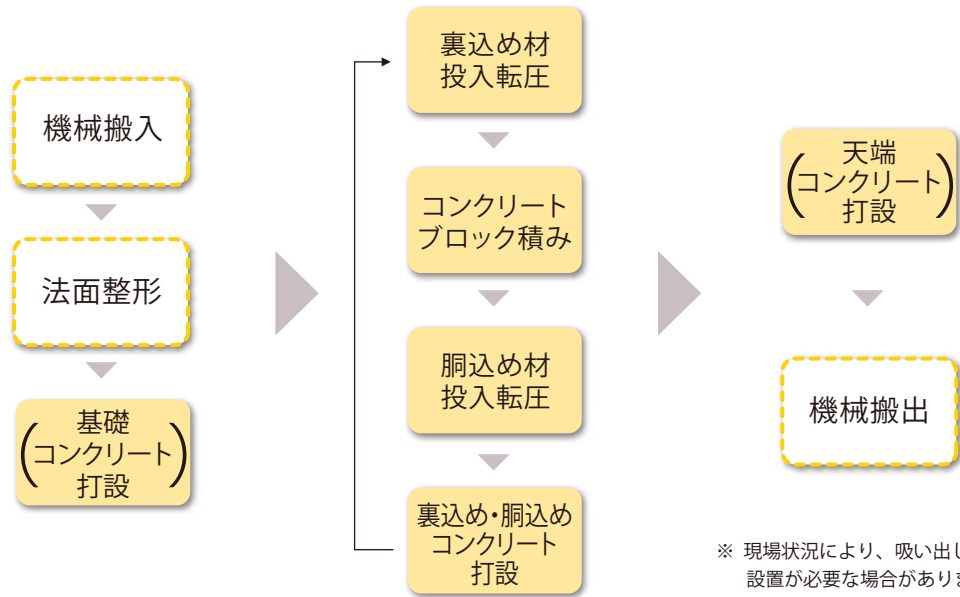 機械搬入
法面整形
(基礎
コンクリート
打設)
裏込め材
投入転圧
コンクリート
ブロック積み
胴込め材
投入転圧
裏込め・胴込め
コンクリート
打設
(天端
コンクリート
打設)
機械搬出
※ 現場状況により、吸い出し
設置が必要な場合があり